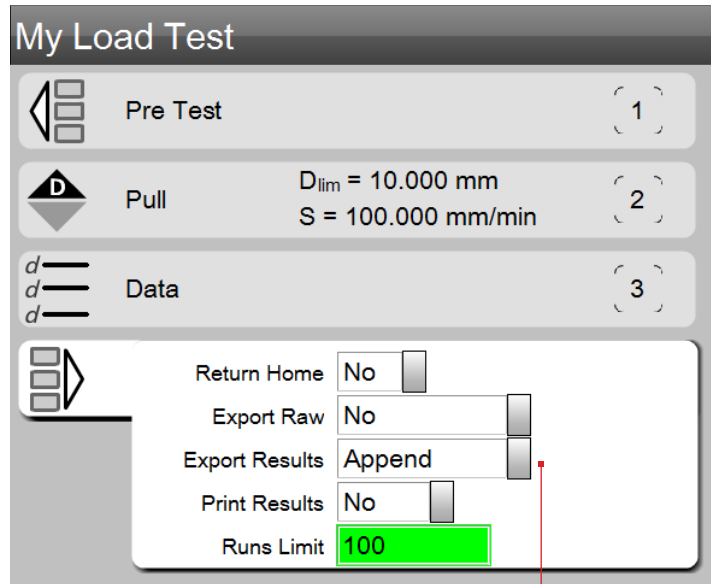 My Load Test
Pre Test
1
D
Pull
Dlim = 10.000 mm
S = 100.000 mm/min
2
d
d
d
Data
3
Return Home No
Export Raw No
Export Results Append
Print Results No
Runs Limit 100